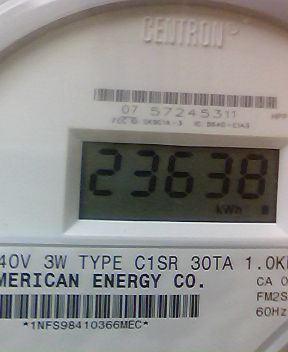 CENTRON®
07 57245311
23638
kWh
40V 3W TYPE C1SR 30TA 1.0K
MERICAN ENERGY CO.
CA 0
FM2S
60Hz
*1NFS98410366MEC*